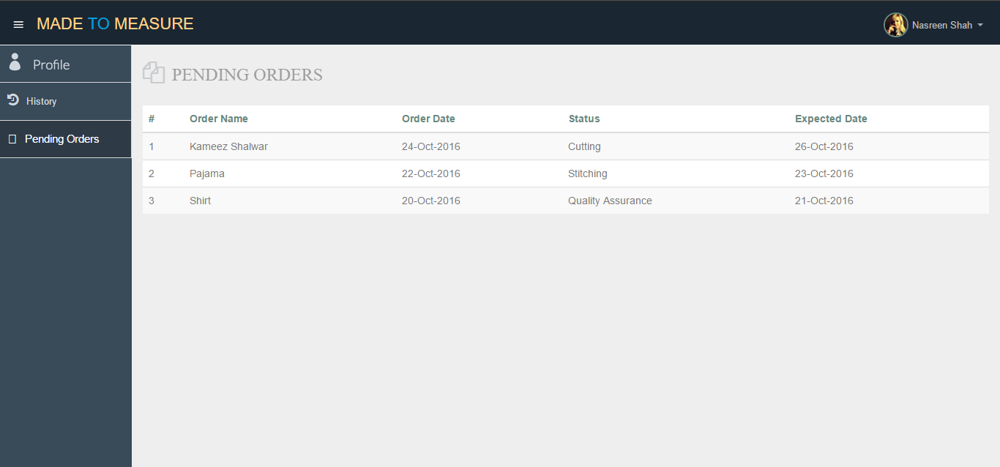 MADE TO MEASURE
Nasreen Shah
Profile
History
Pending Orders
PENDING ORDERS
# Order Name Order Date Status Expected Date
1 Kameez Shalwar 24-Oct-2016 Cutting 26-Oct-2016
2 Pajama 22-Oct-2016 Stitching 23-Oct-2016
3 Shirt 20-Oct-2016 Quality Assurance 21-Oct-2016